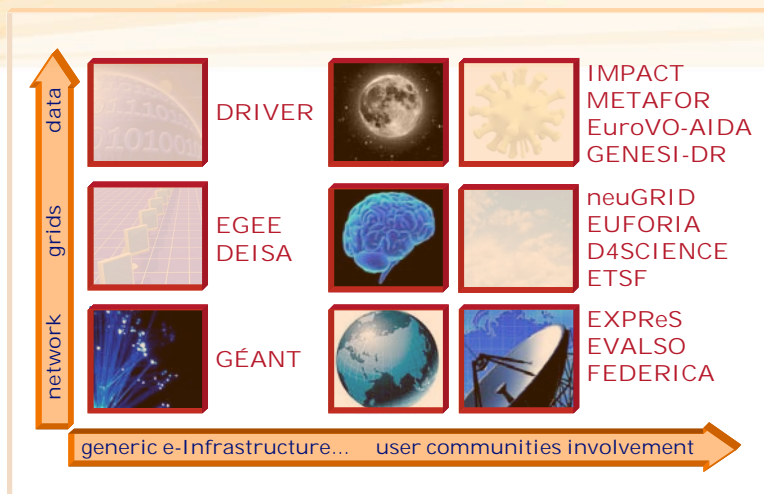 data
DRIVER
IMPACT
METAFOR
EuroVO-AIDA
GENESI-DR
grids
EGEE
DEISA
neuGRID
EUFORIA
D4SCIENCE
ETSF
network
GÉANT
EXPReS
EVALSO
FEDERICA
generic e-Infrastructure... user communities involvement